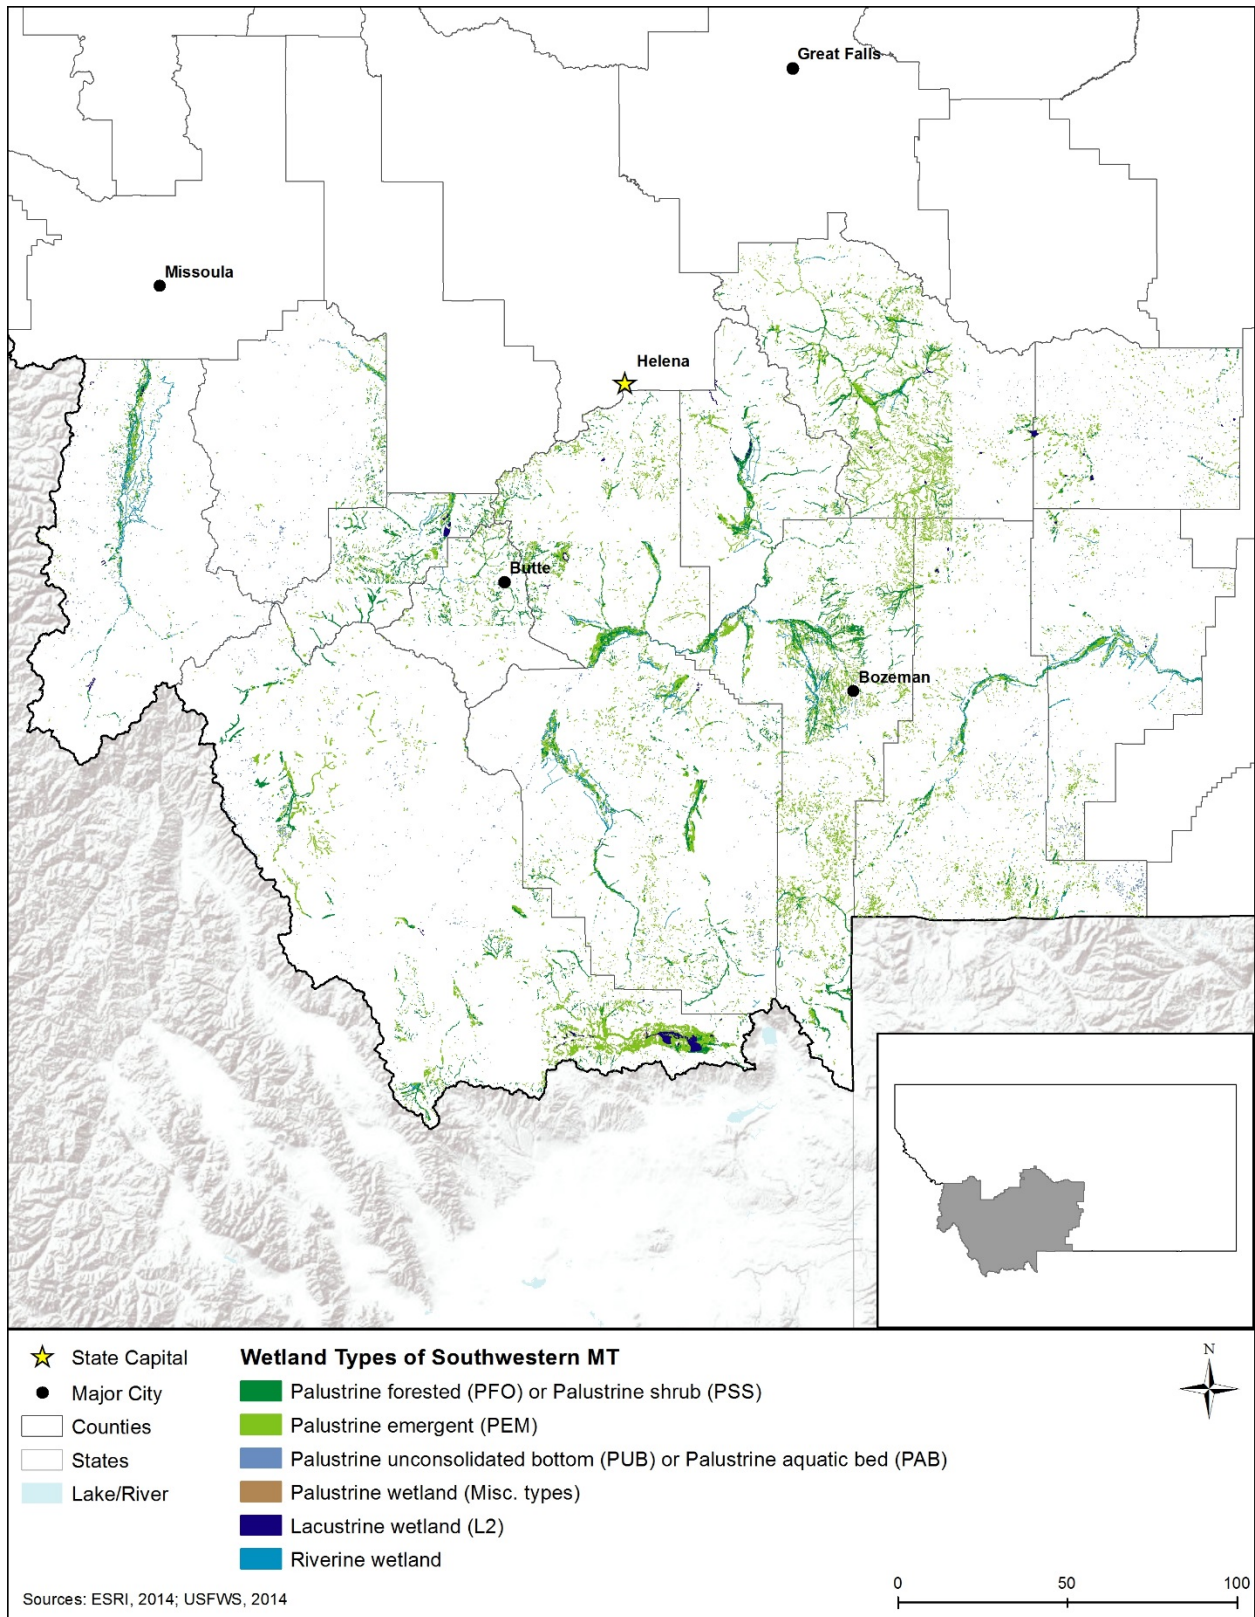 Great Falls
Missoula
Helena
Butte
Bozeman
State Capital
Major City
Counties
States
Lake/River
Wetland Types of Southwestern MT
Palustrine forested (PFO) or Palustrine shrub (PSS)
Palustrine emergent (PEM)
Palustrine unconsolidated bottom (PUB) or Palustrine aquatic bed (PAB)
Palustrine wetland (Misc. types)
Lacustrine wetland (L2)
Riverine wetland
N
Sources: ESRI, 2014; USFWS, 2014
0 50 100